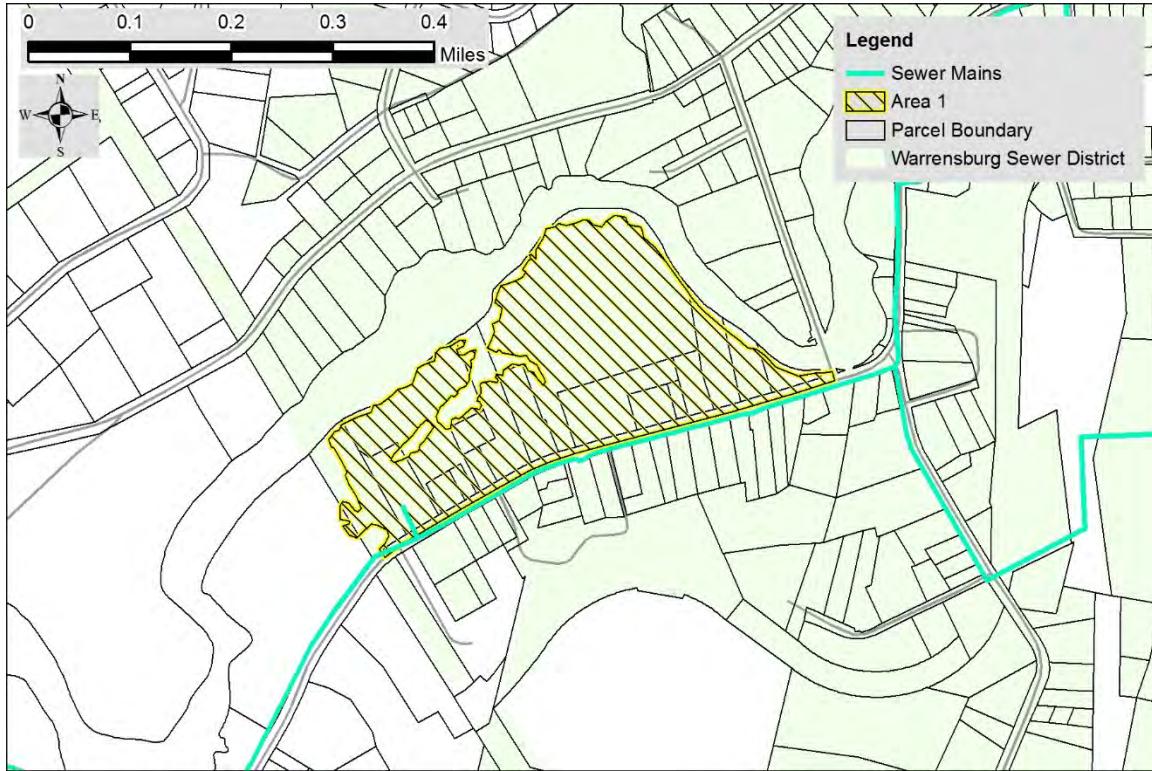 0 0.1 0.2 0.3 0.4
Miles
N
W E
S
Legend
Sewer Mains
Area 1
Parcel Boundary
Warrensburg Sewer District